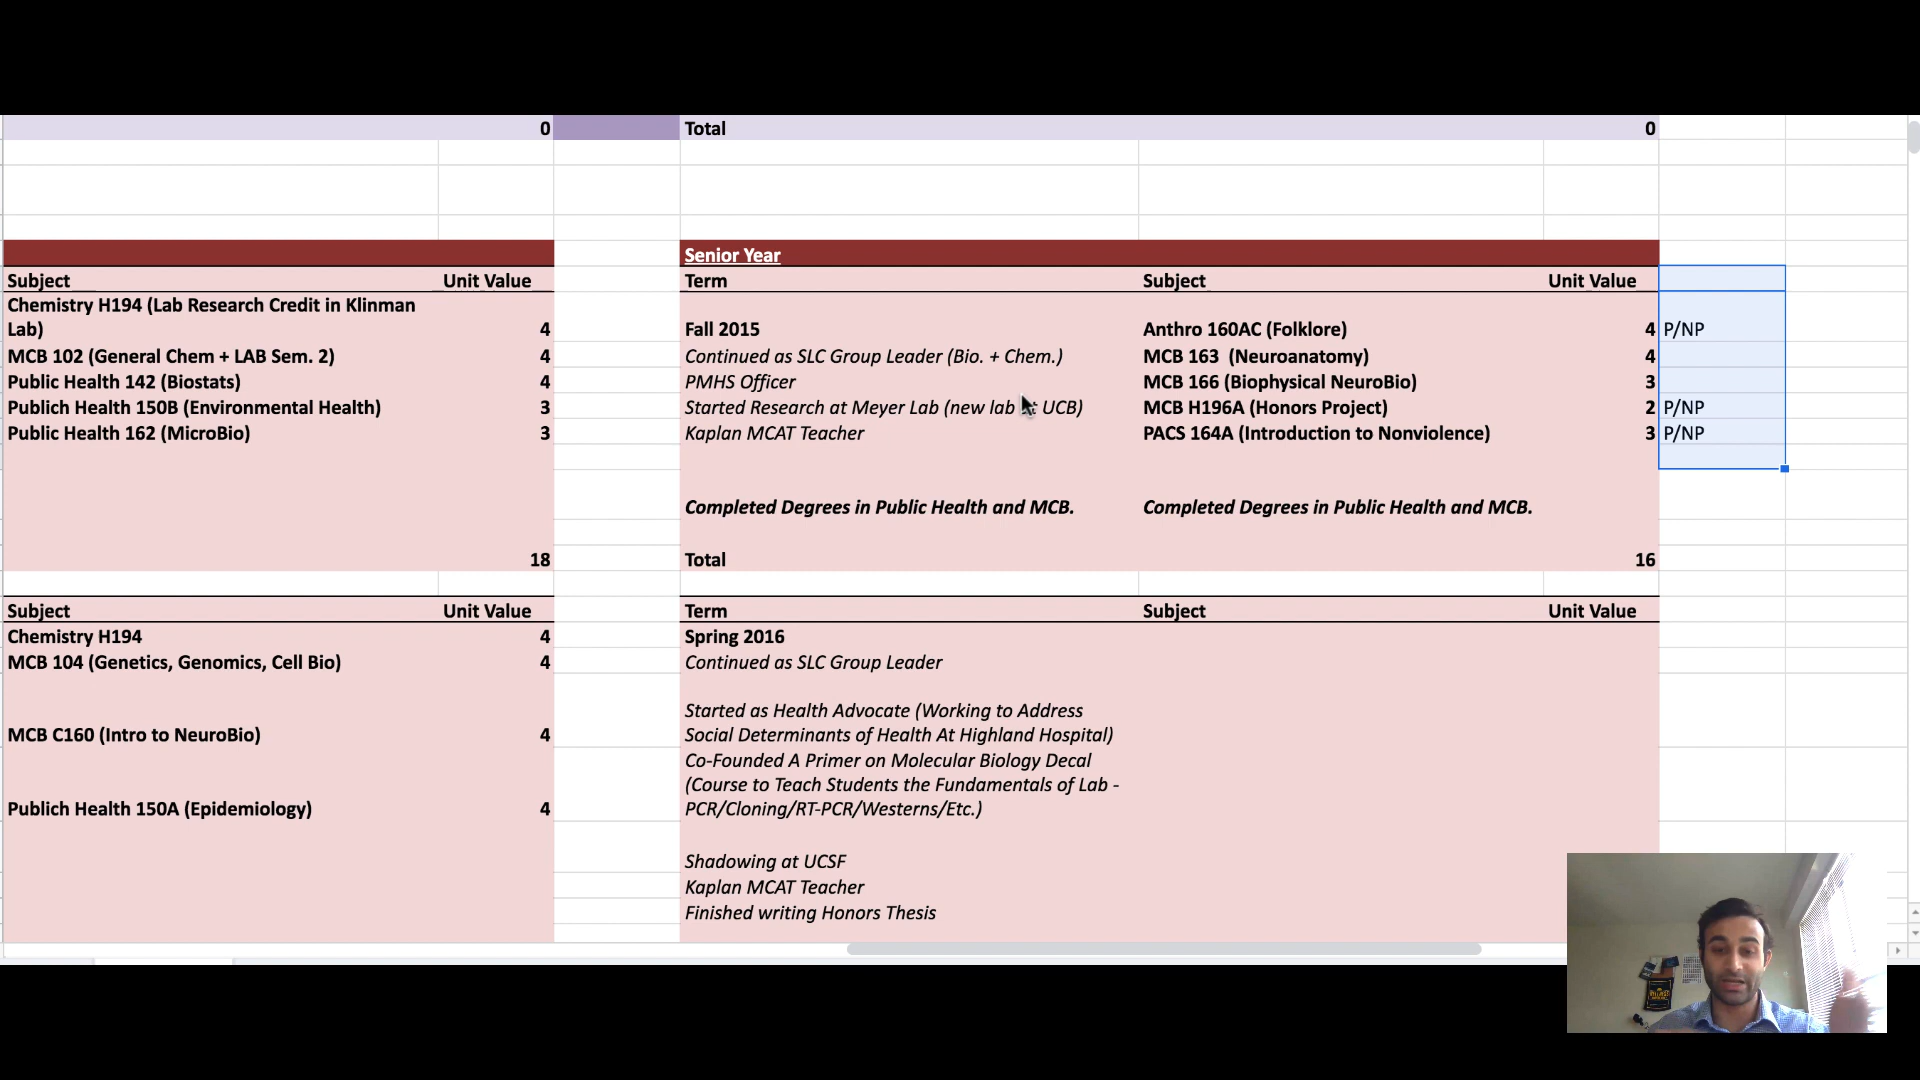 0 Total 0
Senior Year
Subject Unit Value Term Subject Unit Value
Chemistry H194 (Lab Research Credit in Klinman
Lab) 4 Fall 2015 Anthro 160AC (Folklore) 4 P/NP
MCB 102 (General Chem + LAB Sem. 2) 4 Continued as SLC Group Leader (Bio. + Chem.) MCB 163 (Neuroanatomy) 4
Public Health 142 (Biostats) 4 PMHS Officer MCB 166 (Biophysical NeuroBio) 3
Publich Health 150B (Environmental Health) 3 Started Research at Meyer Lab (new lab UCB) MCB H196A (Honors Project) 2 P/NP
Public Health 162 (MicroBio) 3 Kaplan MCAT Teacher PACS 164A (Introduction to Nonviolence) 3 P/NP
Completed Degrees in Public Health and MCB. Completed Degrees in Public Health and MCB.
18 Total 16
Subject Unit Value Term Subject Unit Value
Chemistry H194 4 Spring 2016
MCB 104 (Genetics, Genomics, Cell Bio) 4 Continued as SLC Group Leader
Started as Health Advocate (Working to Address
MCB C160 (Intro to NeuroBio) 4 Social Determinants of Health At Highland Hospital)
Co-Founded A Primer on Molecular Biology Decal
(Course to Teach Students the Fundamentals of Lab -
Publich Health 150A (Epidemiology) 4 PCR/Cloning/RT-PCR/Westerns/Etc.)
Shadowing at UCSF
Kaplan MCAT Teacher
Finished writing Honors Thesis